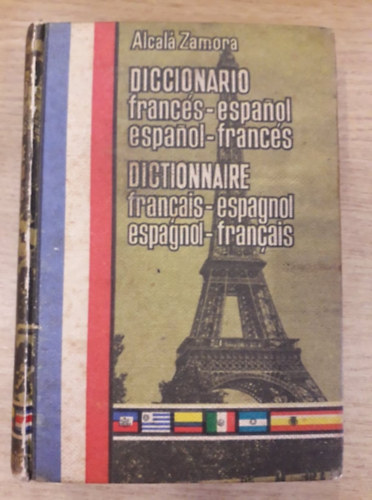 Alcalá Zamora
DICCIONARIO
francés-español
español-francés
DICTIONNAIRE
français-espagnol
espagnol-français